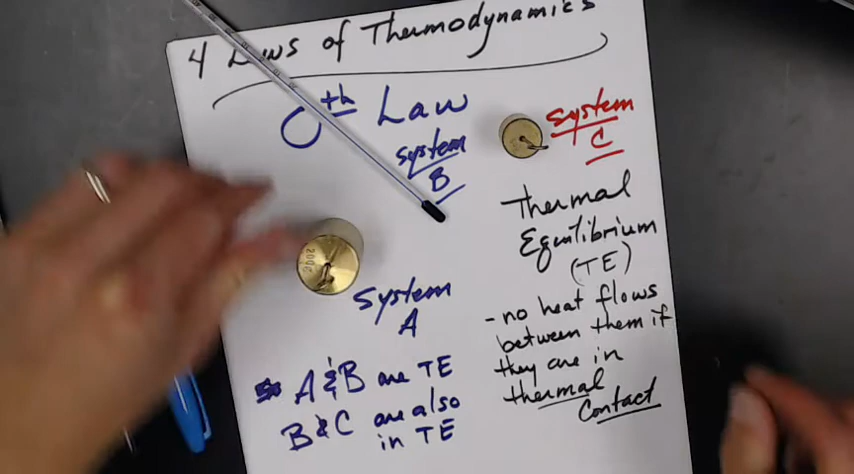 4 Laws of Thermodynamics
0th Law
system
B
system
C
200g
Thermal
Equilibrium
(TE)
- no heat flows
between them if
they are in
thermal
Contact
System
A
A & B are TE
B & C are also
in TE